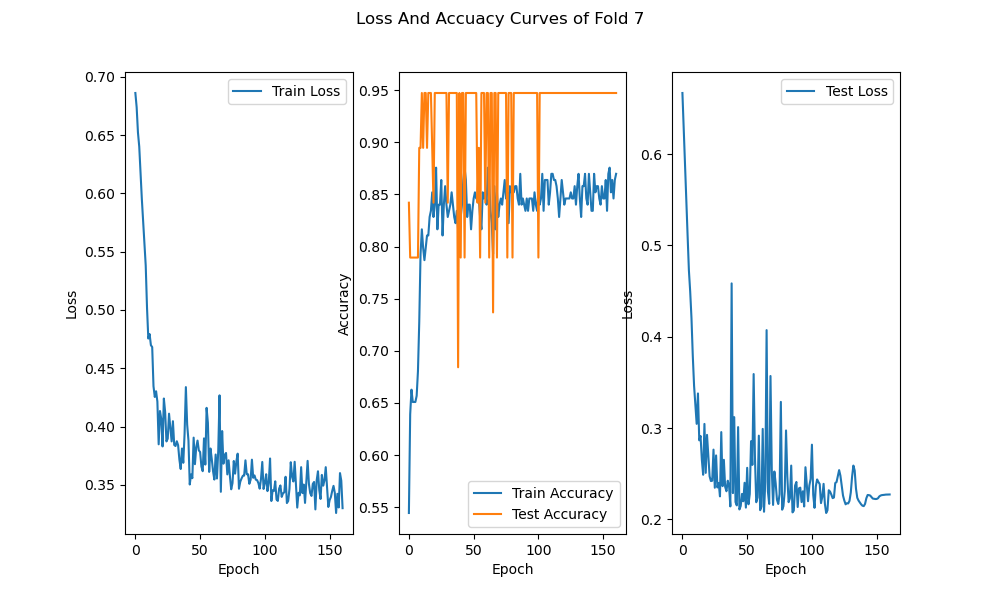 Loss And Accuacy Curves of Fold 7
0.70
0.65
0.60
0.55
0.50
0.45
0.40
0.35
Loss
0 50 100 150
Epoch
Train Loss
0.95
0.90
0.85
0.80
0.75
0.70
0.65
0.60
0.55
Accuracy
0 50 100 150
Epoch
Train Accuracy
Test Accuracy
0.6
0.5
0.4
0.3
0.2
Loss
0 50 100 150
Epoch
Test Loss